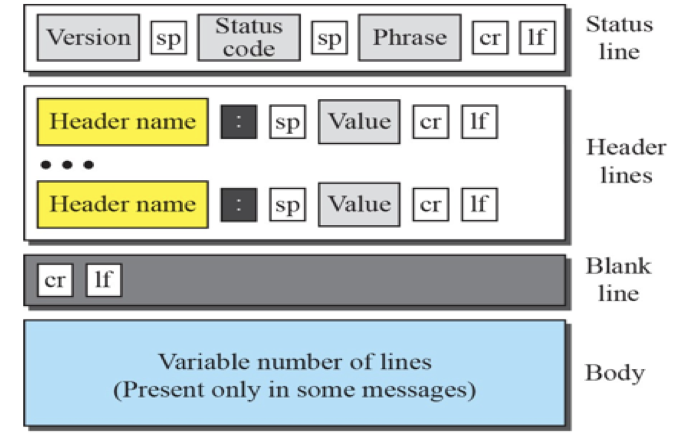 Version sp Status code sp Phrase cr lf
Status line
Header name : sp Value cr lf
• • •
Header name : sp Value cr lf
Header lines
cr lf
Blank line
Variable number of lines
(Present only in some messages)
Body